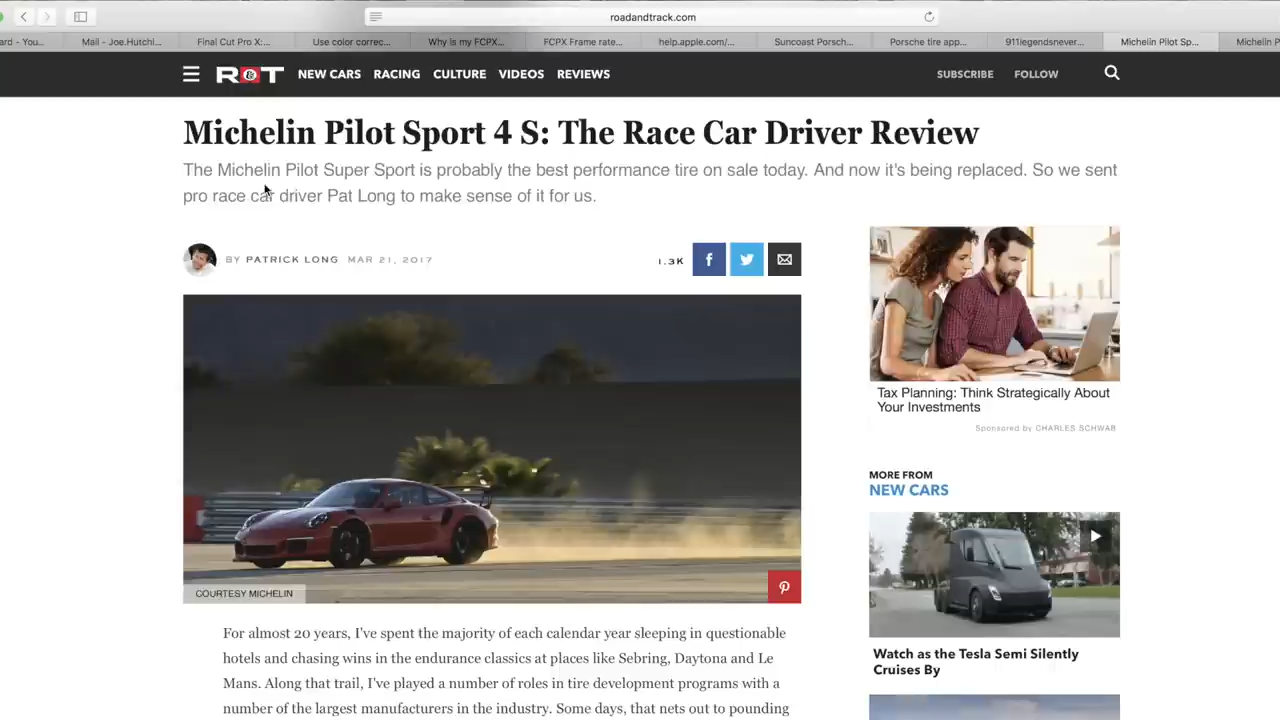 roadandtrack.com
ard - You...
Mail - Joe.Hutchl...
Final Cut Pro X:...
Use color correc...
Why is my FCPX...
FCPX Frame rate...
help.apple.com/...
Suncoast Porsch...
Porsche tire app...
911legendsnever...
Michelin Pilot Sp...
Michelin P
R&T
NEW CARS
RACING
CULTURE
VIDEOS
REVIEWS
SUBSCRIBE
FOLLOW
Michelin Pilot Sport 4 S: The Race Car Driver Review
The Michelin Pilot Super Sport is probably the best performance tire on sale today. And now it's being replaced. So we sent
pro race car driver Pat Long to make sense of it for us.
BY PATRICK LONG MAR 21, 2017
1.3K
COURTESY MICHELIN
For almost 20 years, I've spent the majority of each calendar year sleeping in questionable
hotels and chasing wins in the endurance classics at places like Sebring, Daytona and Le
Mans. Along that trail, I've played a number of roles in tire development programs with a
number of the largest manufacturers in the industry. Some days, that nets out to pounding
Tax Planning: Think Strategically About
Your Investments
Sponsored by CHARLES SCHWAB
MORE FROM
NEW CARS
Watch as the Tesla Semi Silently
Cruises By